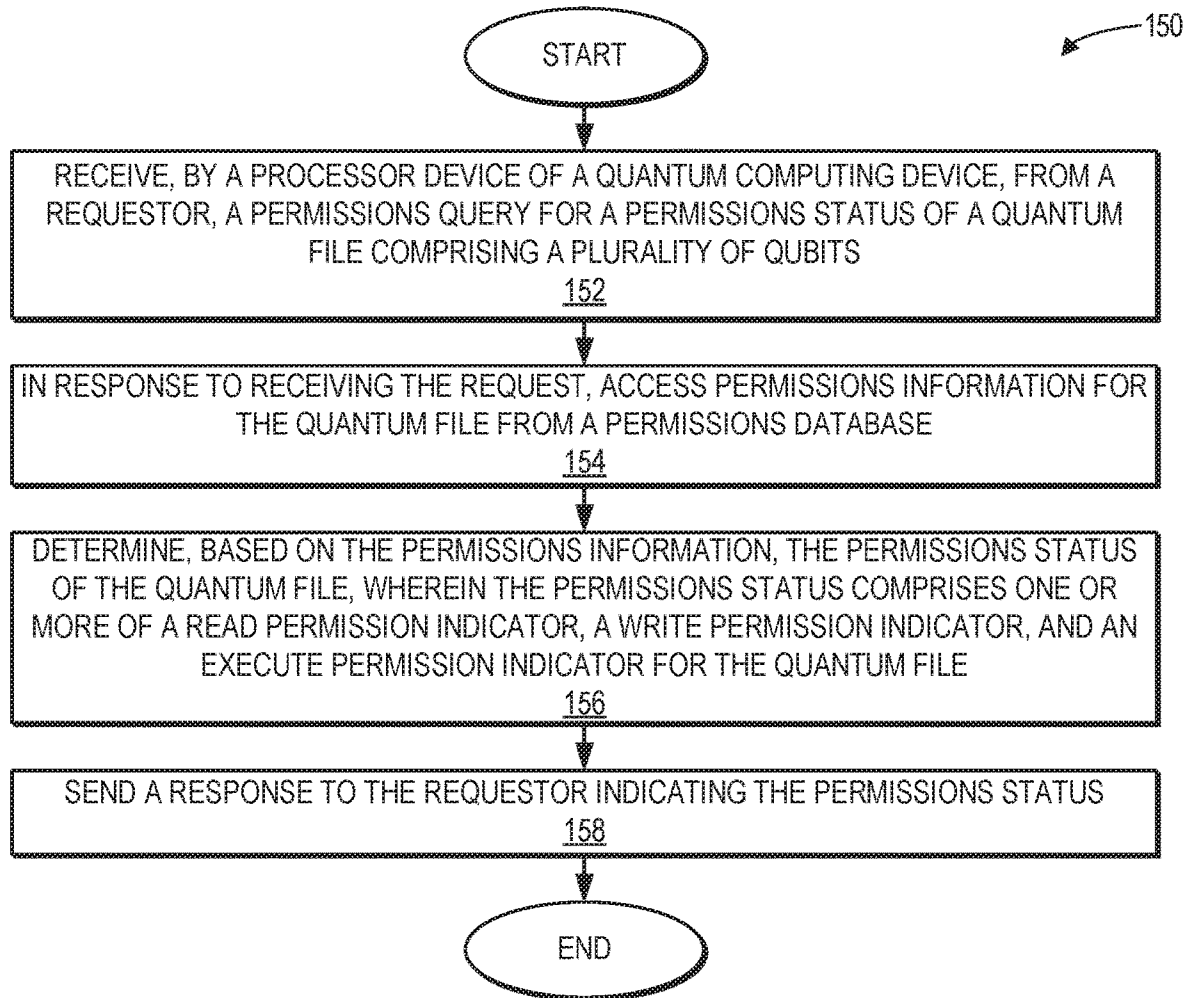 150
START
RECEIVE, BY A PROCESSOR DEVICE OF A QUANTUM COMPUTING DEVICE, FROM A
REQUESTOR, A PERMISSIONS QUERY FOR A PERMISSIONS STATUS OF A QUANTUM
FILE COMPRISING A PLURALITY OF QUBITS
152
IN RESPONSE TO RECEIVING THE REQUEST, ACCESS PERMISSIONS INFORMATION FOR
THE QUANTUM FILE FROM A PERMISSIONS DATABASE
154
DETERMINE, BASED ON THE PERMISSIONS INFORMATION, THE PERMISSIONS STATUS
OF THE QUANTUM FILE, WHEREIN THE PERMISSIONS STATUS COMPRISES ONE OR
MORE OF A READ PERMISSION INDICATOR, A WRITE PERMISSION INDICATOR, AND AN
EXECUTE PERMISSION INDICATOR FOR THE QUANTUM FILE
156
SEND A RESPONSE TO THE REQUESTOR INDICATING THE PERMISSIONS STATUS
158
END